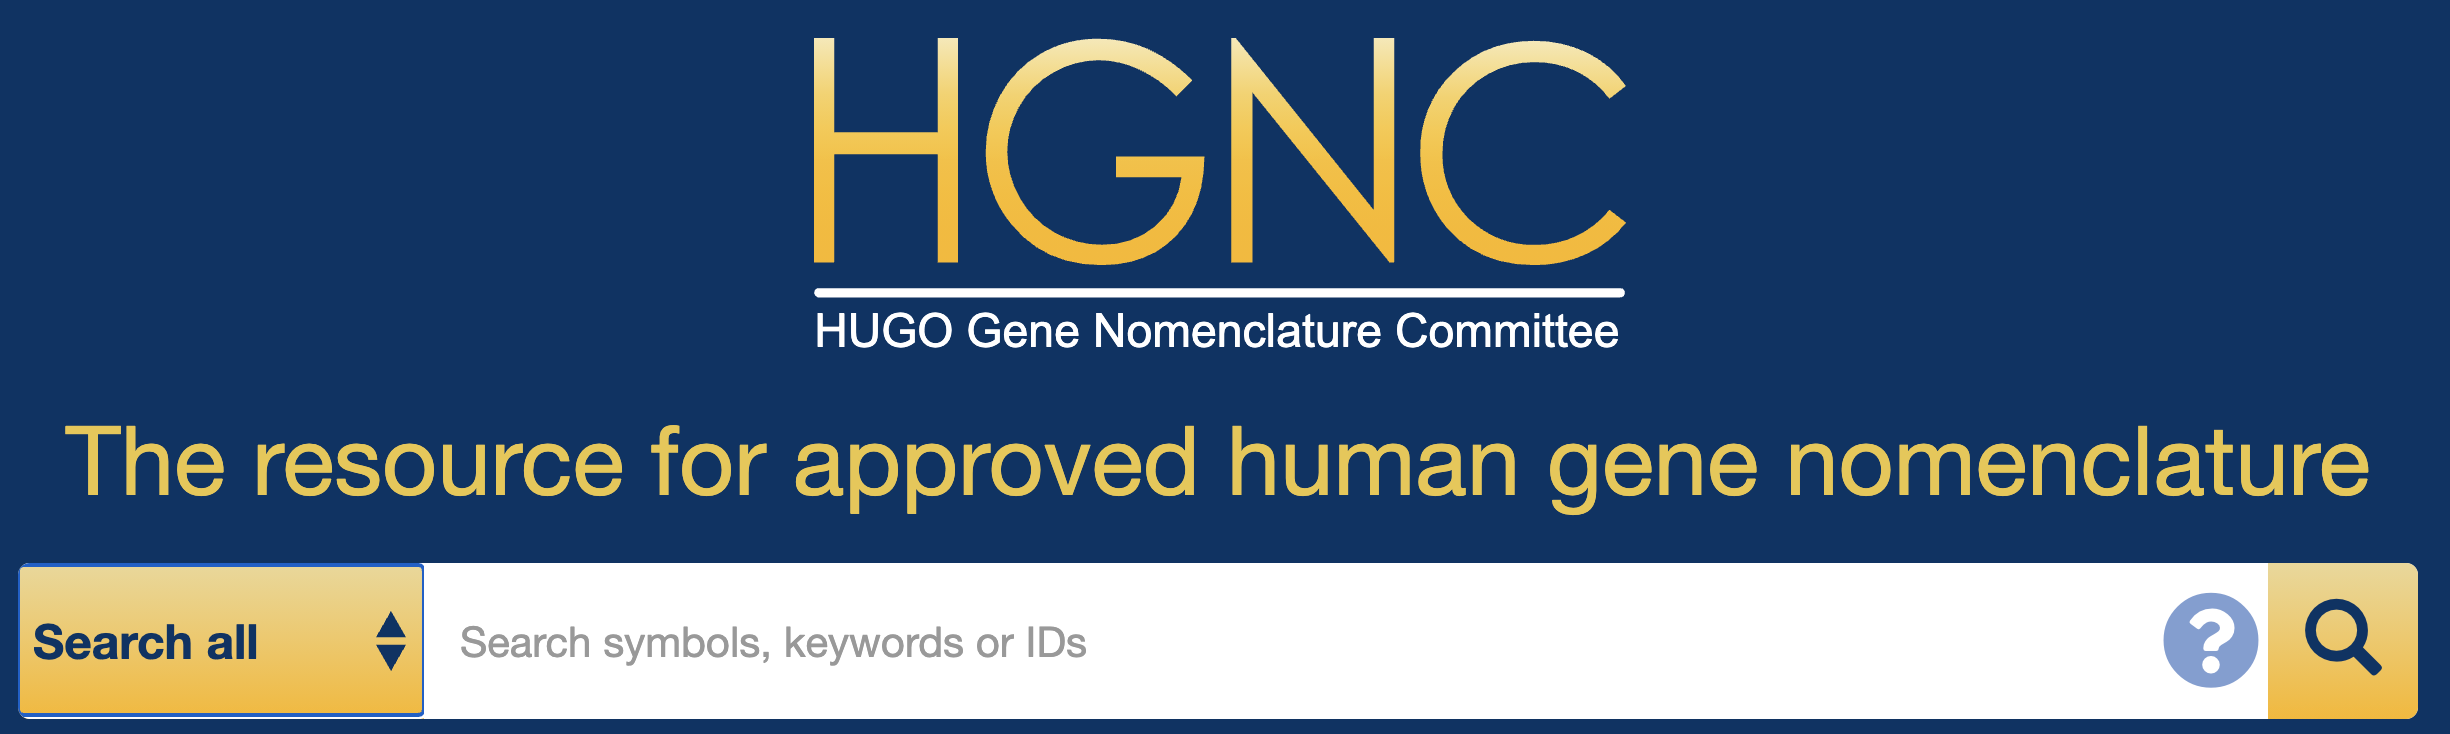 HGNC
HUGO Gene Nomenclature Committee
The resource for approved human gene nomenclature
Search all
Search symbols, keywords or IDs
?